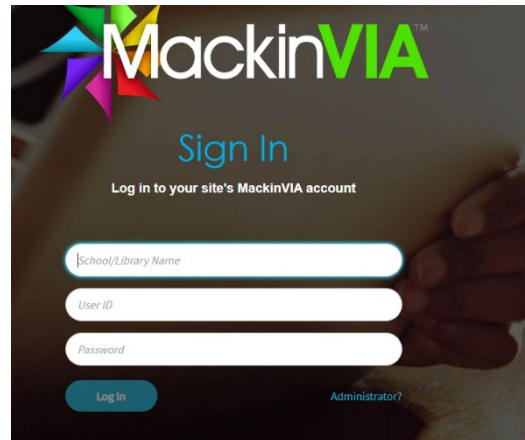 MackinVIA™
Sign In
Log in to your site's MackinVIA account
School/Library Name
User ID
Password
Log In Administrator?